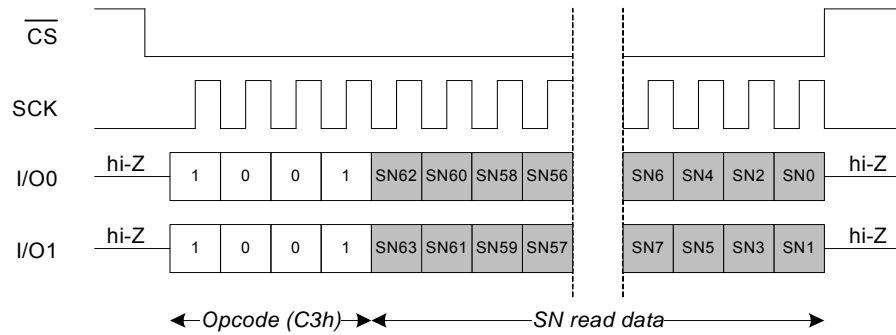 CS
SCK
hi-Z 1 0 0 1 SN62 SN60 SN58 SN56 SN6 SN4 SN2 SN0 hi-Z
I/O0
hi-Z 1 0 0 1 SN63 SN61 SN59 SN57 SN7 SN5 SN3 SN1 hi-Z
I/O1
Opcode (C3h) SN read data